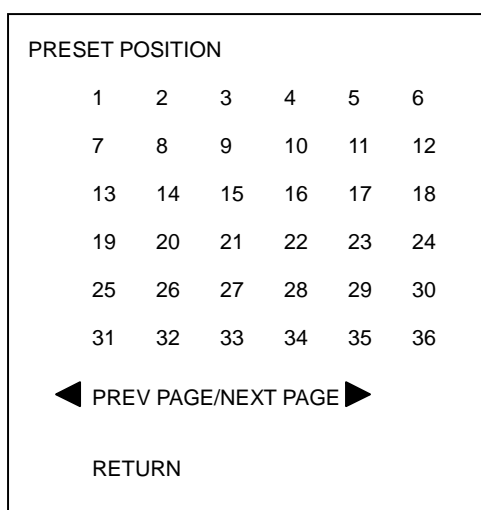 PRESET POSITION
1 2 3 4 5 6
7 8 9 10 11 12
13 14 15 16 17 18
19 20 21 22 23 24
25 26 27 28 29 30
31 32 33 34 35 36
PREV PAGE/NEXT PAGE
RETURN